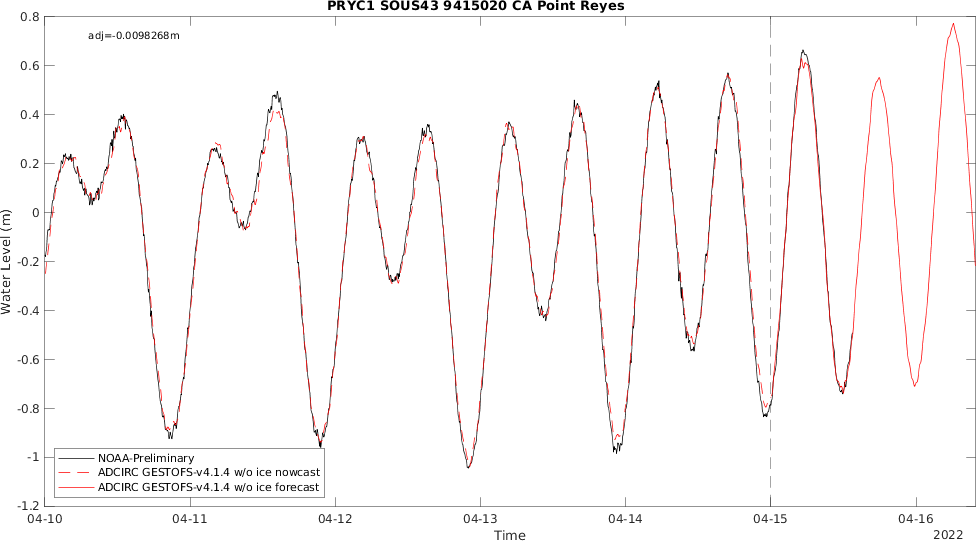 PRYC1 SOUS43 9415020 CA Point Reyes
adj=-0.0098268m
0.8
0.6
0.4
0.2
0
-0.2
-0.4
-0.6
-0.8
-1
-1.2
Water Level (m)
NOAA-Preliminary
ADCIRC GESTOFS-v4.1.4 w/o ice nowcast
ADCIRC GESTOFS-v4.1.4 w/o ice forecast
04-10 04-11 04-12 04-13 04-14 04-15 04-16
Time
2022